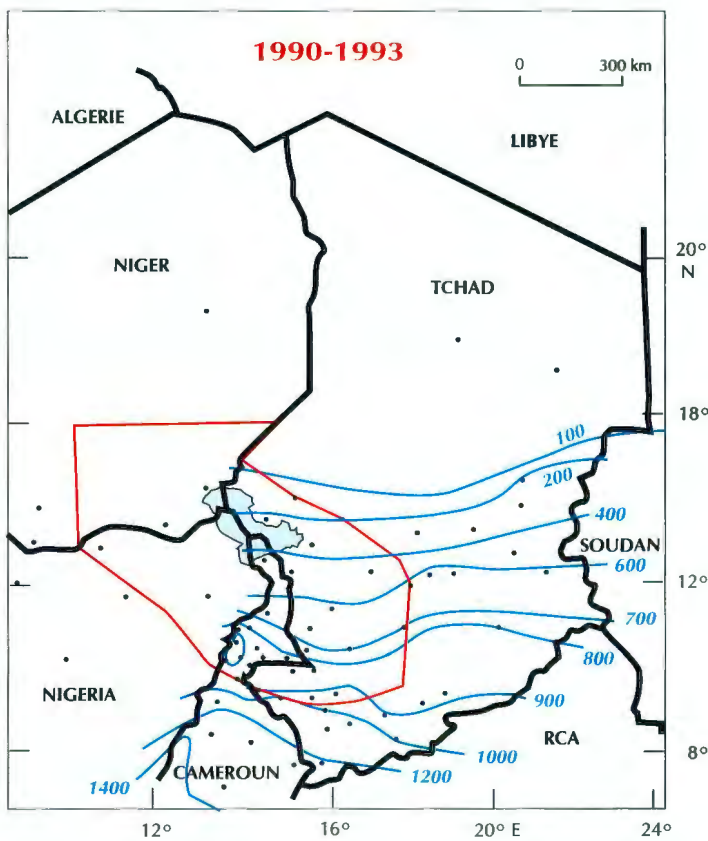 1990-1993
0 300 km
ALGERIE
LIBYE
20°
N
NIGER
TCHAD
18°
100
200
400
SOUDAN
600
12°
700
800
NIGERIA
900
RCA
1000
8°
CAMEROUN
1200
1400
12°
16°
20° E
24°